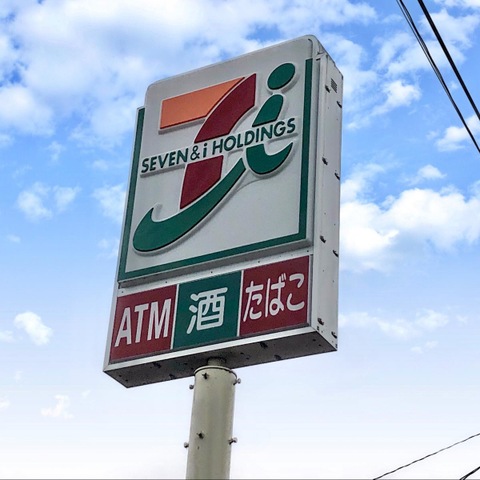 SEVEN & i HOLDINGS
ATM 酒 たばこ